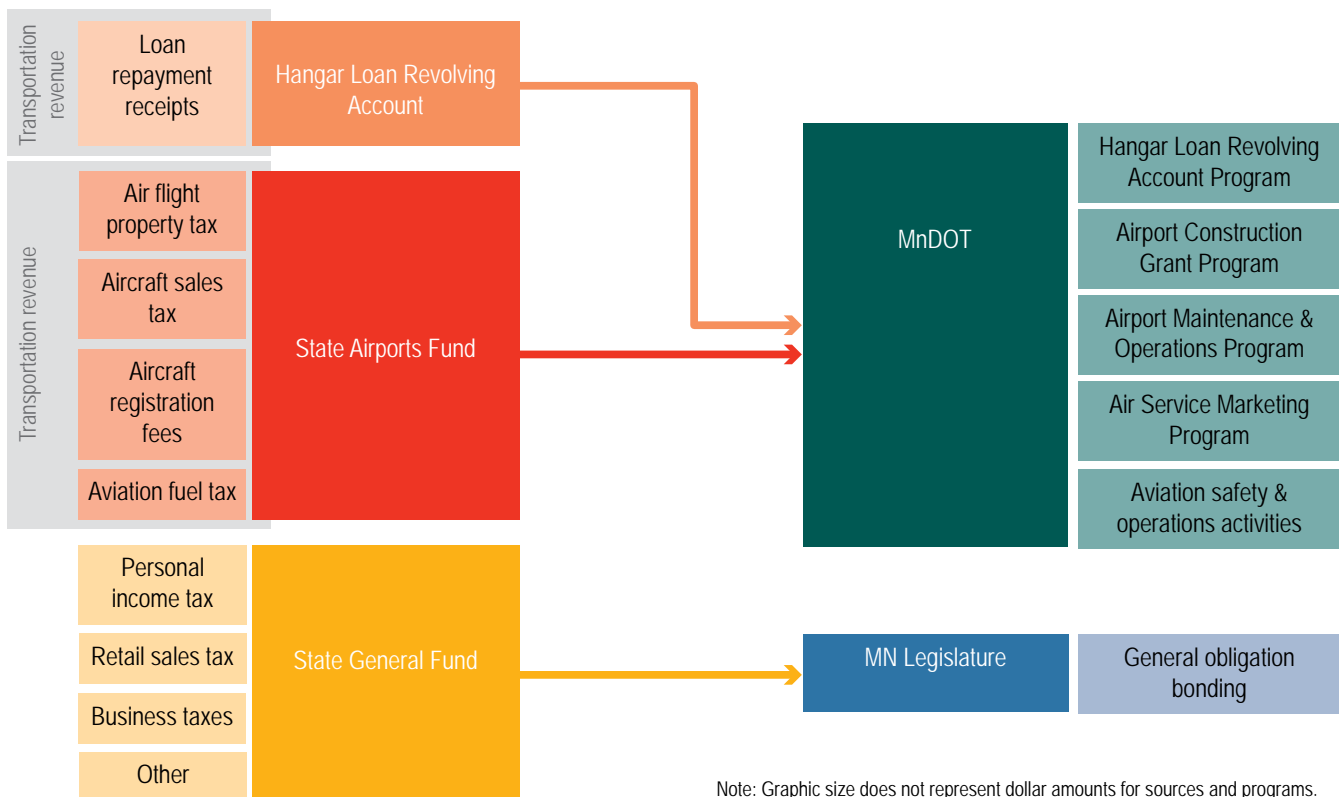 Transportation
revenue
Loan
repayment
receipts
Hangar Loan Revolving
Account
Transportation revenue
Air flight
property tax
Aircraft sales
tax
Aircraft
registration
fees
Aviation fuel tax
State Airports Fund
Personal
income tax
Retail sales tax
Business taxes
Other
State General Fund
MnDOT
Hangar Loan Revolving
Account Program
Airport Construction
Grant Program
Airport Maintenance &
Operations Program
Air Service Marketing
Program
Aviation safety &
operations activities
MN Legislature
General obligation
bonding
Note: Graphic size does not represent dollar amounts for sources and programs.